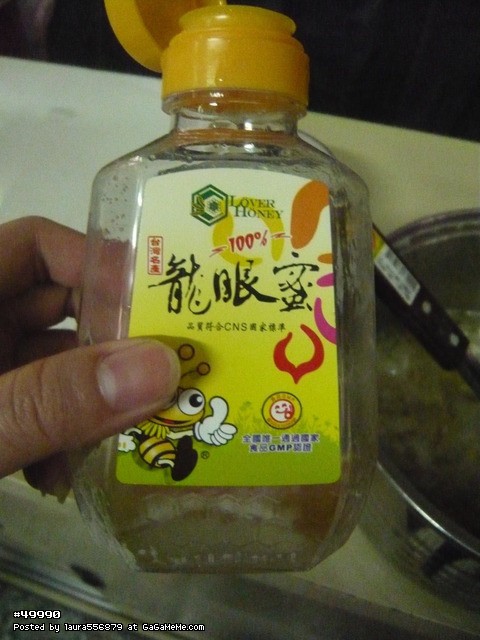 LOVER
HONEY
100%
台灣名產
龍眼蜜
品質符合CNS國家標準
全國唯一通過國家
食品GMP認證
®
#49990
Posted by laura556879 at GaGaMeMe.com